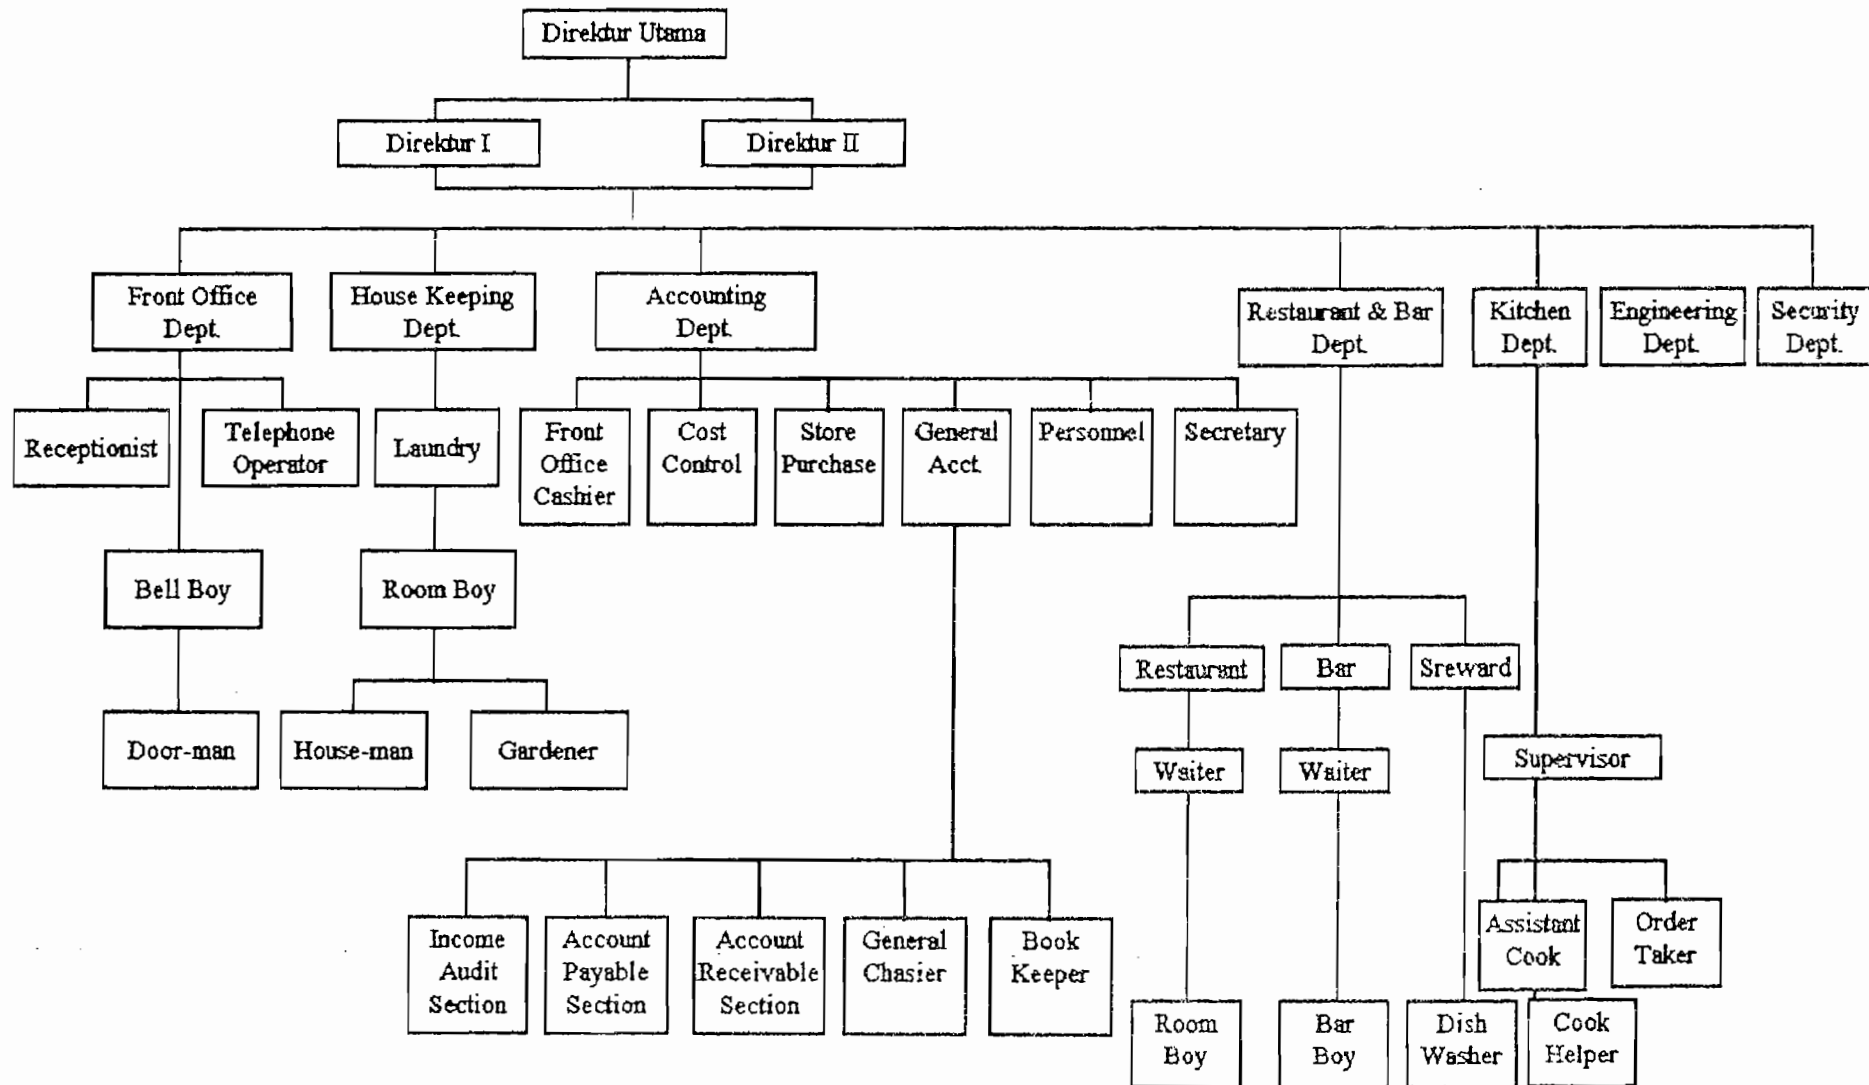 Direktur Utama
Direktur I
Direktur II
Front Office
Dept.
House Keeping
Dept.
Accounting
Dept.
Restaurant & Bar
Dept.
Kitchen
Dept.
Engineering
Dept.
Security
Dept.
Receptionist
Telephone
Operator
Laundry
Front
Office
Cashier
Cost
Control
Store
Purchase
General
Acct.
Personnel
Secretary
Bell Boy
Room Boy
Restaurant
Bar
Sreward
Door-man
House-man
Gardener
Waiter
Waiter
Supervisor
Income
Audit
Section
Account
Payable
Section
Account
Receivable
Section
General
Chasier
Book
Keeper
Assistant
Cook
Order
Taker
Room
Boy
Bar
Boy
Dish
Washer
Cook
Helper